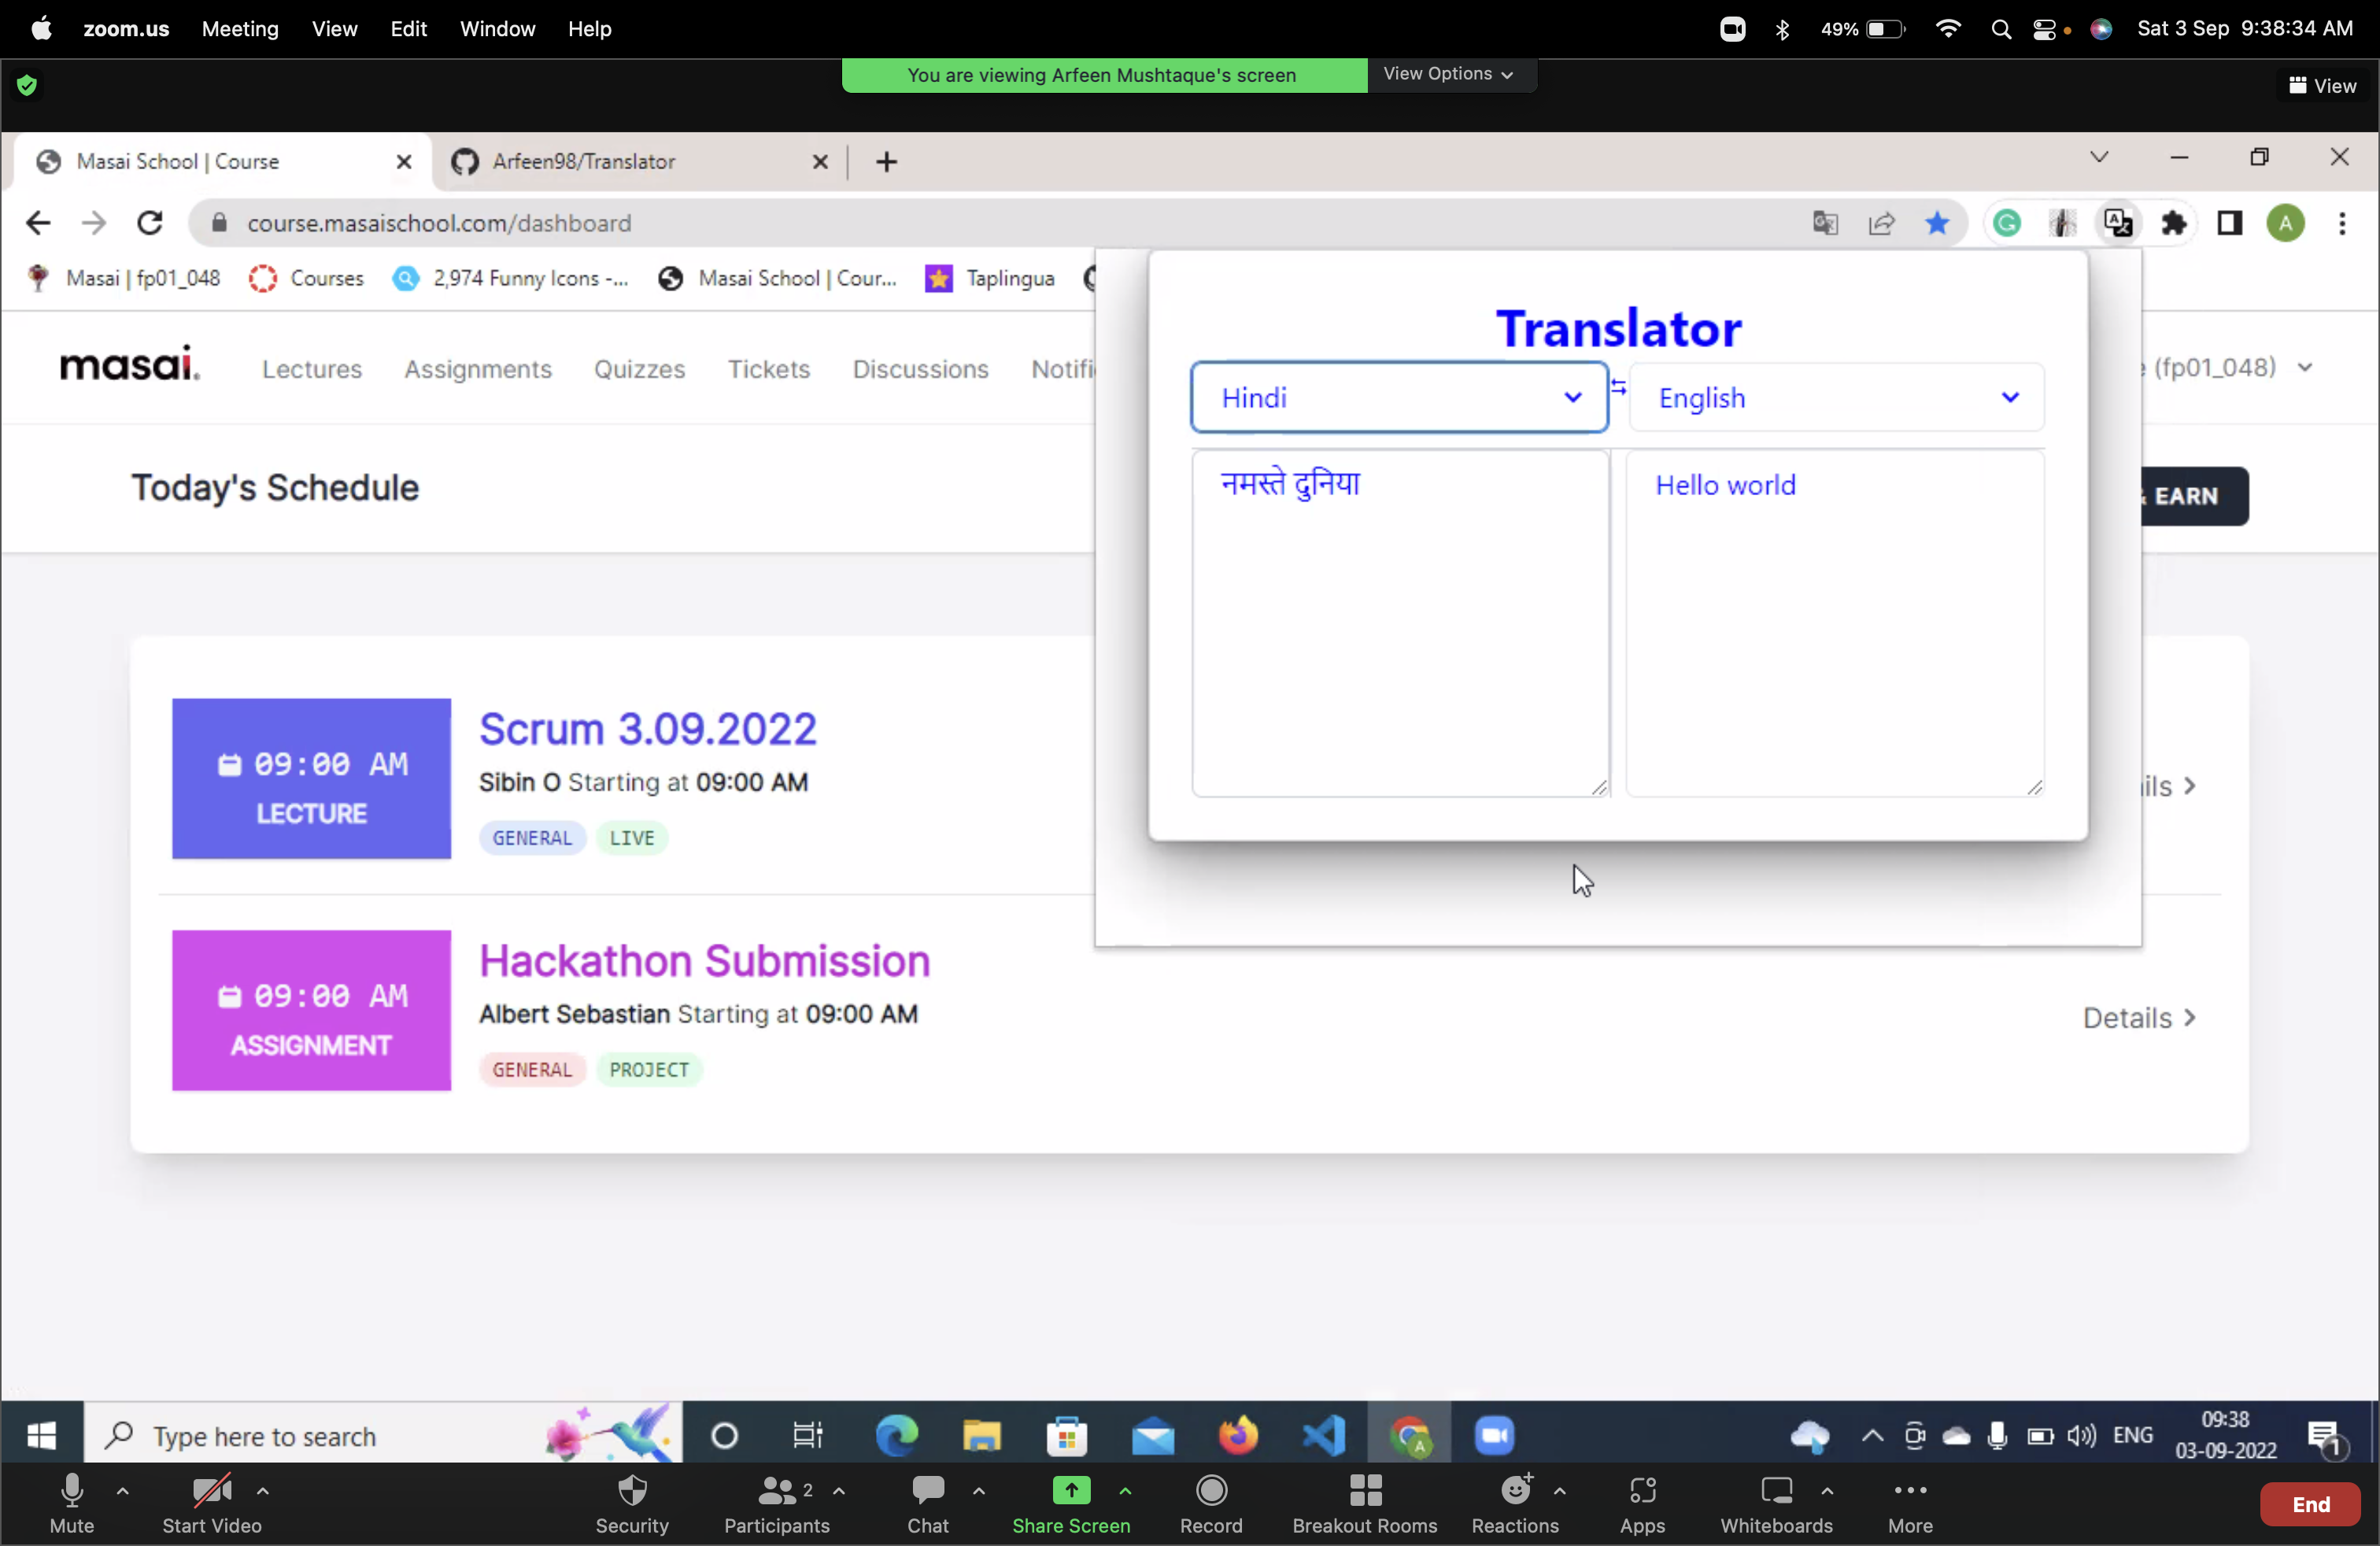 zoom.us Meeting View Edit Window Help 49% Sat 3 Sep 9:38:34 AM
You are viewing Arfeen Mushtaque's screen View Options
View
Masai School | Course Arfeen98/Translator
course.masaischool.com/dashboard A
Masai | fp01_048 Courses 2,974 Funny Icons -... Masai School | Cour... Taplingua
Translator
masai. Lectures Assignments Quizzes Tickets Discussions Notifi (fp01_048)
Hindi English
Today's Schedule
नमस्ते दुनिया Hello world
& EARN
Scrum 3.09.2022
09:00 AM
Sibin O Starting at 09:00 AM
ils
LECTURE
GENERAL LIVE
Hackathon Submission
09:00 AM
Albert Sebastian Starting at 09:00 AM
Details
ASSIGNMENT
GENERAL PROJECT
Type here to search A ENG 09:38
03-09-2022 1
2
Mute Start Video Security Participants Chat Share Screen Record Breakout Rooms Reactions Apps Whiteboards More End